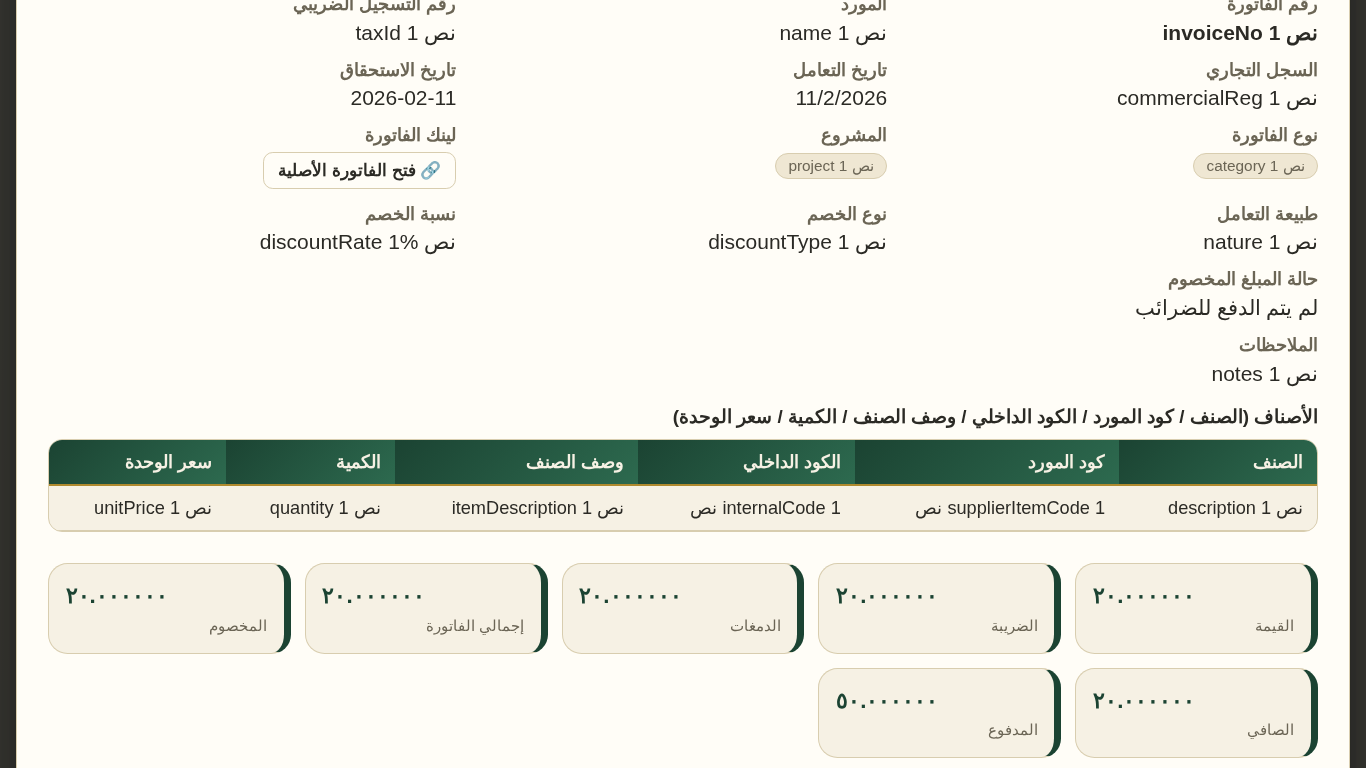 رقم الفاتورة
المورد
رقم التسجيل الضريبي
نص 1 invoiceNo
نص 1 name
نص 1 taxId
السجل التجاري
تاريخ التعامل
تاريخ الاستحقاق
نص 1 commercialReg
11/2/2026
2026-02-11
نوع الفاتورة
المشروع
لينك الفاتورة
نص 1 category
نص 1 project
🔗 فتح الفاتورة الأصلية
طبيعة التعامل
نوع الخصم
نسبة الخصم
نص 1 nature
نص 1 discountType
نص 1% discountRate
حالة المبلغ المخصوم
لم يتم الدفع للضرائب
الملاحظات
نص 1 notes
الأصناف (الصنف / كود المورد / الكود الداخلي / وصف الصنف / الكمية / سعر الوحدة)
الصنف
كود المورد
الكود الداخلي
وصف الصنف
الكمية
سعر الوحدة
نص 1 description
نص supplierItemCode 1
نص internalCode 1
نص 1 itemDescription
نص 1 quantity
نص 1 unitPrice
٢٠.٠٠٠٠٠٠
القيمة
٢٠.٠٠٠٠٠٠
الضريبة
٢٠.٠٠٠٠٠٠
الدمغات
٢٠.٠٠٠٠٠٠
إجمالي الفاتورة
٢٠.٠٠٠٠٠٠
المخصوم
٢٠.٠٠٠٠٠٠
الصافي
٥٠.٠٠٠٠٠٠
المدفوع